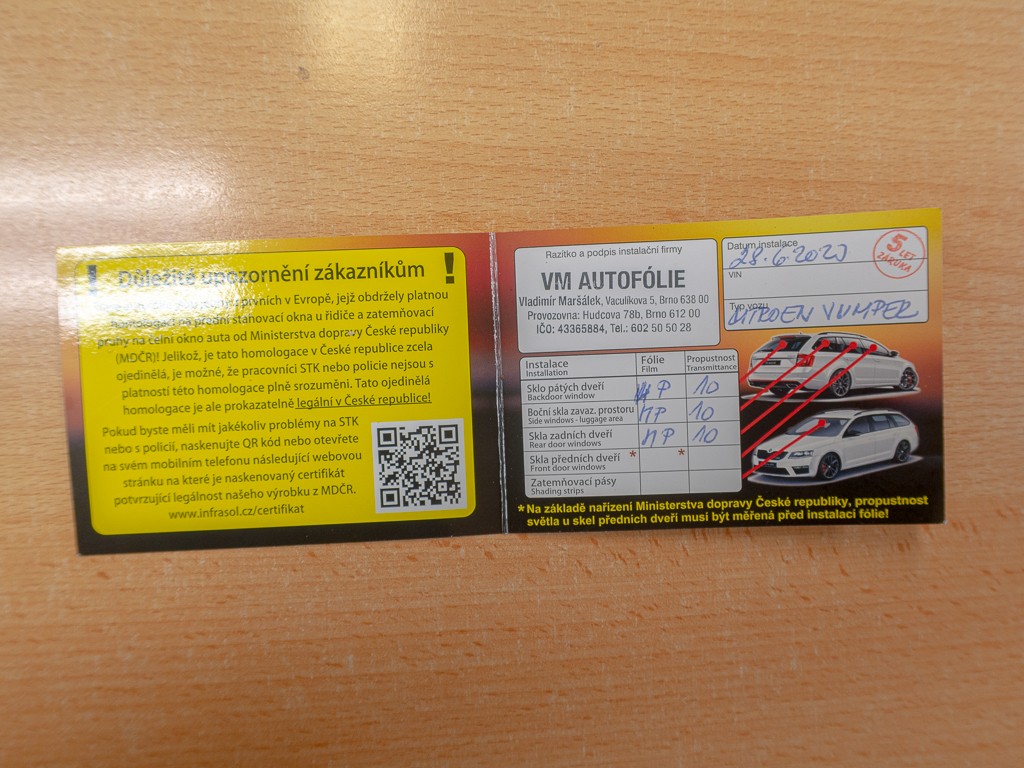 ! Důležitá upozornění zákazníkům !
v Evropě, jejž obdržely platnou
homologaci na přední stahovací okna u řidiče a zatemňovací
pruhy na čelní okno auta od Ministerstva dopravy České republiky
(MDČR)! Jelikož, je tato homologace v České republice zcela
ojedinělá, je možné, že pracovníci STK nebo policie nejsou s
platností této homologace plně srozumění. Tato ojedinělá
homologace je ale prokazatelně legální v České republice!
Pokud byste měli mít jakékoliv problémy na STK
nebo s policií, naskenujte QR kód nebo otevřete
na svém mobilním telefonu následující webovou
stránku na které je naskenovaný certifikát
potvrzující legálnost našeho výrobku z MDČR.
www.infrasol.cz/certifikat
Razítko a podpis instalační firmy
VM AUTOFÓLIE
Vladimír Maršálek, Vaculíkova 5, Brno 638 00
Provozovna: Hudcova 78b, Brno 612 00
IČO: 43365884, Tel.: 602 50 50 28
Datum instalace
28.6.2023
VIN
Typ vozu
CITROEN VUMPER
5 LET
ZÁRUKA
Instalace Fólie Propustnost
Installation Film Transmittance
Sklo pátých dveří MP 10
Backdoor window
Boční skla zavaz. prostoru MP 10
Side windows - luggage area
Skla zadních dveří MP 10
Rear door windows
Skla předních dveří * *
Front door windows
Zatemňovací pásy
Shading strips
* Na základě nařízení Ministerstva dopravy České republiky, propustnost
světla u skel předních dveří musí být měřená před instalací fólie!